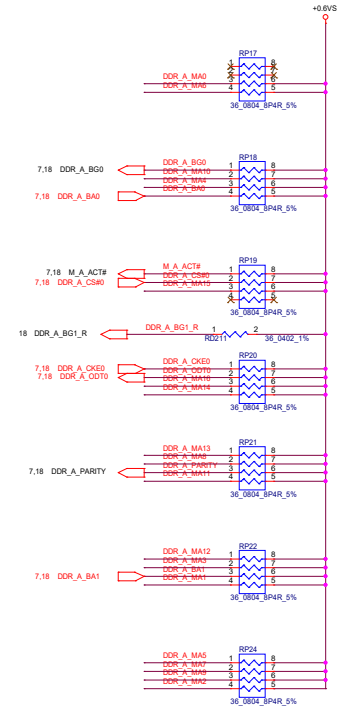 +0.6VS
RP17
1 8
2 7
DDR_A_MA0 3 6
DDR_A_MA6 4 5
36_0804_8P4R_5%
RP18
7,18 DDR_A_BG0 DDR_A_BG0 1 8
DDR_A_MA10 2 7
DDR_A_MA4 3 6
7,18 DDR_A_BA0 DDR_A_BA0 4 5
36_0804_8P4R_5%
RP19
7,18 M_A_ACT# M_A_ACT# 1 8
7,18 DDR_A_CS#0 DDR_A_CS#0 2 7
DDR_A_MA15 3 6
4 5
36_0804_8P4R_5%
18 DDR_A_BG1_R DDR_A_BG1_R 1 2
RD211 36_0402_1%
RP20
7,18 DDR_A_CKE0 DDR_A_CKE0 1 8
7,18 DDR_A_ODT0 DDR_A_ODT0 2 7
DDR_A_MA16 3 6
DDR_A_MA14 4 5
36_0804_8P4R_5%
RP21
DDR_A_MA13 1 8
DDR_A_MA8 2 7
7,18 DDR_A_PARITY DDR_A_PARITY 3 6
DDR_A_MA11 4 5
36_0804_8P4R_5%
RP22
DDR_A_MA12 1 8
DDR_A_MA3 2 7
7,18 DDR_A_BA1 DDR_A_BA1 3 6
DDR_A_MA1 4 5
36_0804_8P4R_5%
RP24
DDR_A_MA5 1 8
DDR_A_MA7 2 7
DDR_A_MA9 3 6
DDR_A_MA2 4 5
36_0804_8P4R_5%